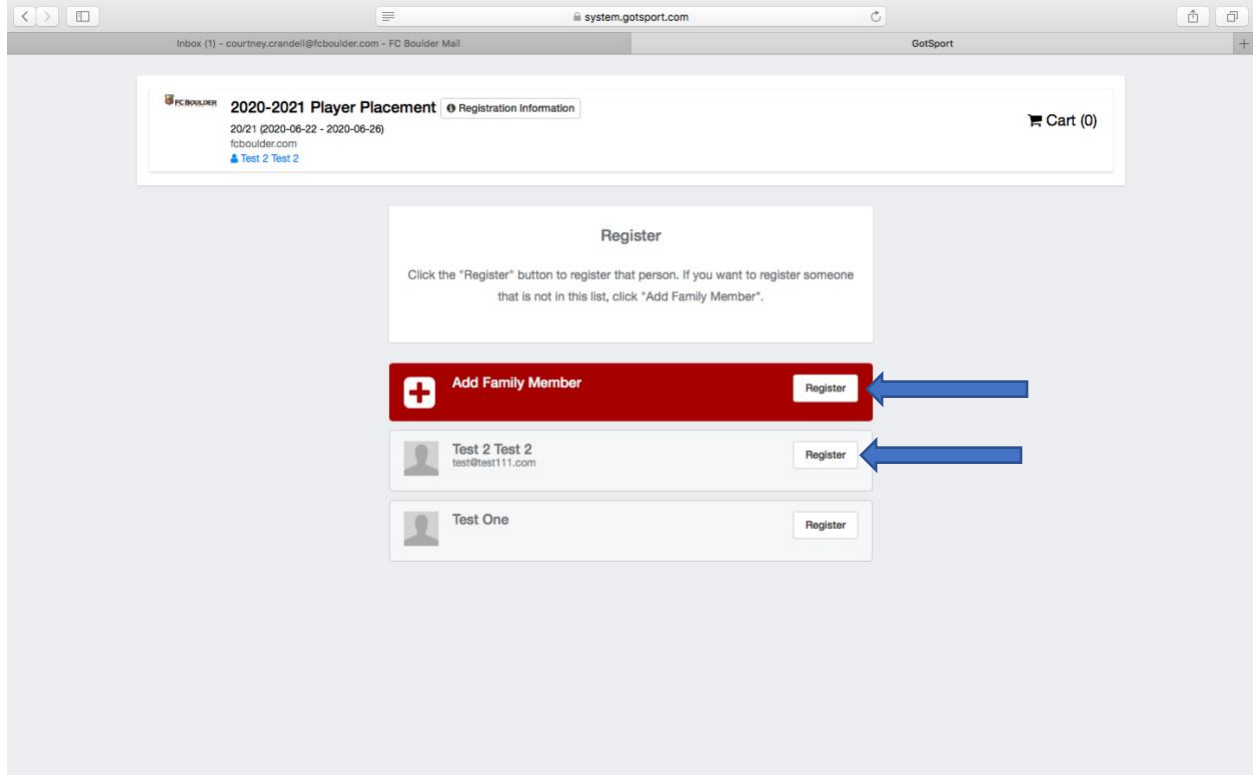 system.gotsport.com
Inbox (1) - courtney.crandell@fcboulder.com - FC Boulder Mail
GotSport
FC BOULDER
2020-2021 Player Placement
Registration Information
Cart (0)
20/21 (2020-06-22 - 2020-06-26)
fcboulder.com
Test 2 Test 2
Register
Click the "Register" button to register that person. If you want to register someone
that is not in this list, click "Add Family Member".
Add Family Member
Register
Test 2 Test 2
test@test111.com
Register
Test One
Register